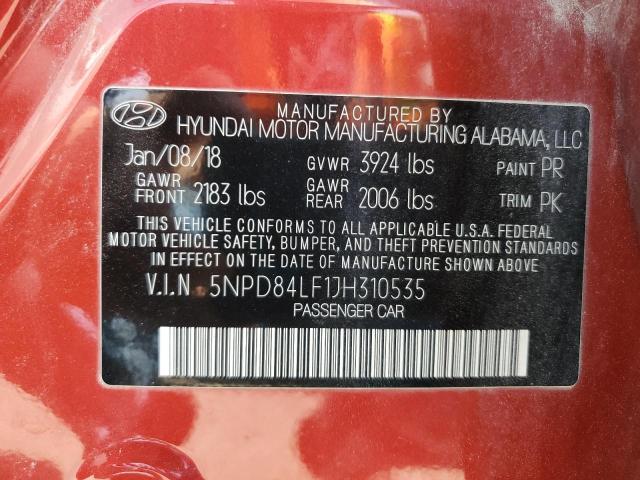 MANUFACTURED BY
HYUNDAI MOTOR MANUFACTURING ALABAMA, LLC
Jan/08/18 GVWR 3924 lbs PAINT PR
GAWR FRONT 2183 lbs GAWR REAR 2006 lbs TRIM PK
THIS VEHICLE CONFORMS TO ALL APPLICABLE U.S.A. FEDERAL
MOTOR VEHICLE SAFETY, BUMPER, AND THEFT PREVENTION STANDARDS
IN EFFECT ON THE DATE OF MANUFACTURE SHOWN ABOVE.
V.I.N 5NPD84LF1JH310535
PASSENGER CAR